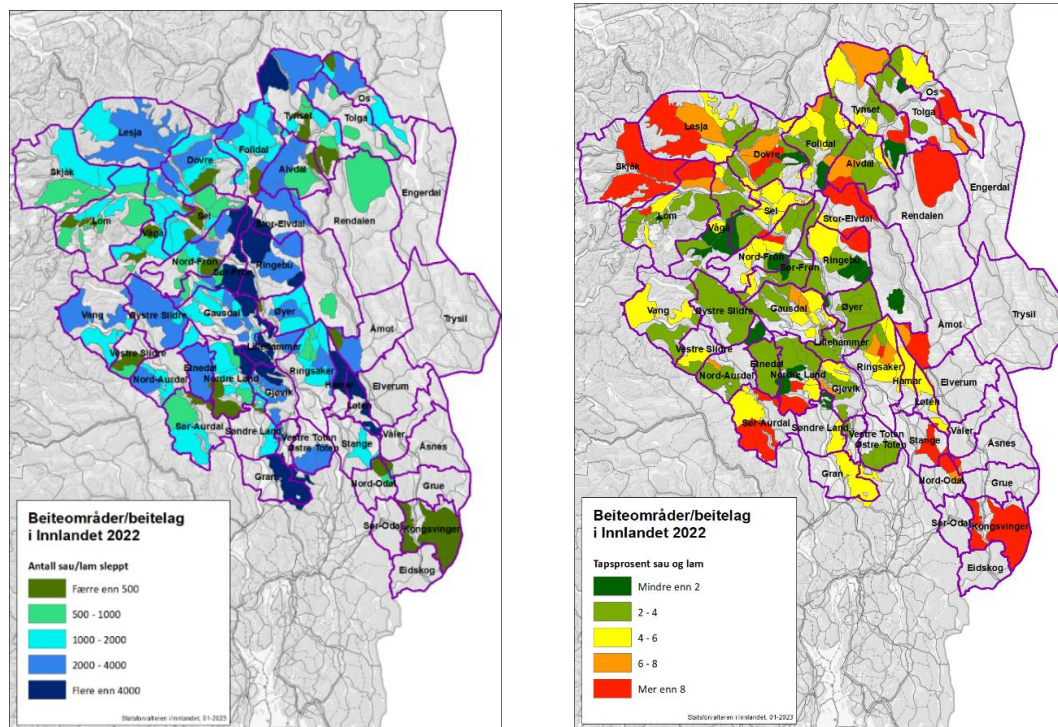 Os
Tynset
Tolga
Lesja
Folldal
Dovre
Alvdal
Skjåk
Engerdal
Rendalen
Lom
Sel
Stor-Elvdal
Vågå
Nord-Fron
Ringebu
Sør-Fron
Vang
Øystre Slidre
Gausdal
Øyer
Åmot
Trysil
Lillehammer
Vestre Slidre
Etnedal
Ringsaker
Nord-Aurdal
Nordre Land
Hamar
Elverum
Gjøvik
Løten
Sør-Aurdal
Søndre Land
Vestre Toten
Østre Toten
Stange
Våler
Åsnes
Gran
Nord-Odal
Grue
Sør-Odal
Kongsvinger
Eidskog
Beiteområder/beitelag
i Innlandet 2022
Antall sau/lam sleppt
Færre enn 500
500 - 1000
1000 - 2000
2000 - 4000
Flere enn 4000
Statsforvalteren i Innlandet, 01-2023
Os
Tynset
Tolga
Lesja
Folldal
Dovre
Alvdal
Skjåk
Engerdal
Rendalen
Lom
Sel
Stor-Elvdal
Vågå
Nord-Fron
Ringebu
Sør-Fron
Vang
Øystre Slidre
Gausdal
Øyer
Åmot
Trysil
Lillehammer
Vestre Slidre
Etnedal
Ringsaker
Nord-Aurdal
Nordre Land
Hamar
Elverum
Gjøvik
Løten
Sør-Aurdal
Søndre Land
Vestre Toten
Østre Toten
Stange
Våler
Åsnes
Gran
Nord-Odal
Grue
Sør-Odal
Kongsvinger
Eidskog
Beiteområder/beitelag
i Innlandet 2022
Tapsprosent sau og lam
Mindre enn 2
2 - 4
4 - 6
6 - 8
Mer enn 8
Statsforvalteren i Innlandet, 01-2023